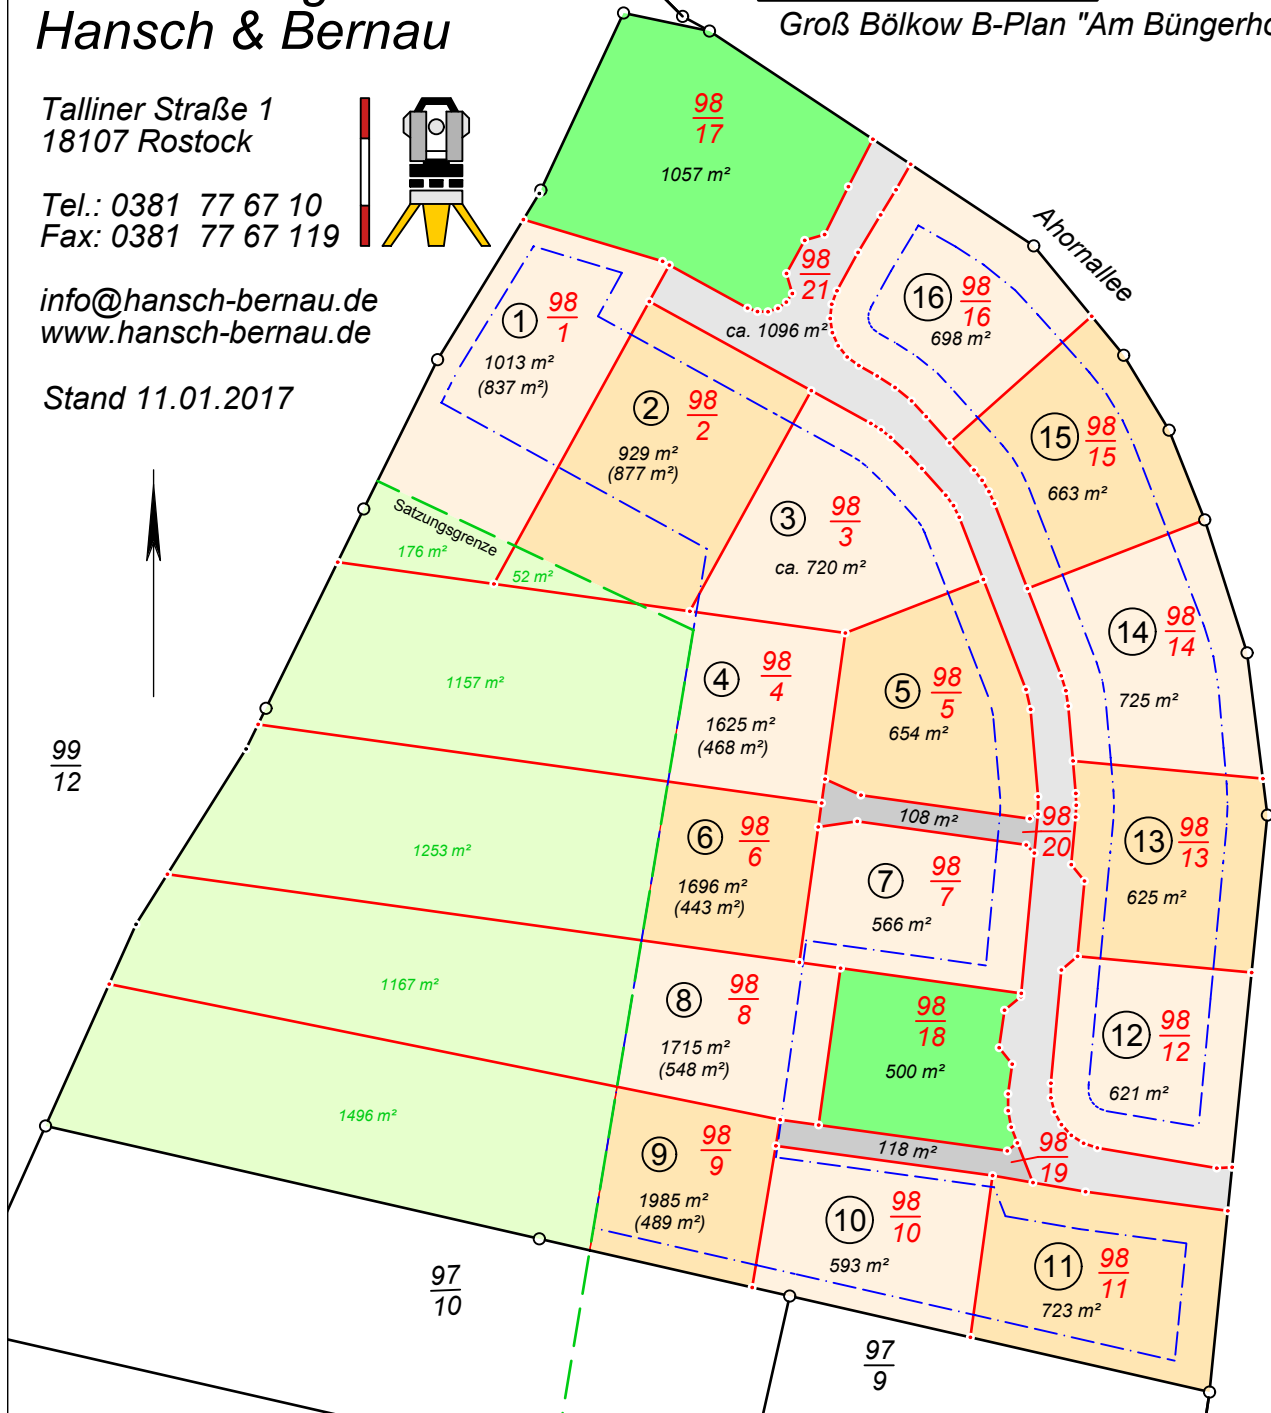 Hansch & Bernau
Groß Bölkow B-Plan "Am Büngerho
Talliner Straße 1
18107 Rostock
Tel.: 0381 77 67 10
Fax: 0381 77 67 119
info@hansch-bernau.de
www.hansch-bernau.de
Stand 11.01.2017
98
17
1057 m²
Ahornallee
98
21
ca. 1096 m²
1
98
1
1013 m²
(837 m²)
16
98
16
698 m²
2
98
2
929 m²
(877 m²)
15
98
15
663 m²
3
98
3
ca. 720 m²
Satzungsgrenze
176 m²
52 m²
14
98
14
725 m²
1157 m²
4
98
4
1625 m²
(468 m²)
5
98
5
654 m²
99
12
108 m²
98
20
1253 m²
6
98
6
1696 m²
(443 m²)
7
98
7
566 m²
13
98
13
625 m²
1167 m²
8
98
8
1715 m²
(548 m²)
98
18
500 m²
12
98
12
621 m²
1496 m²
118 m²
98
19
9
98
9
1985 m²
(489 m²)
10
98
10
593 m²
11
98
11
723 m²
97
10
97
9